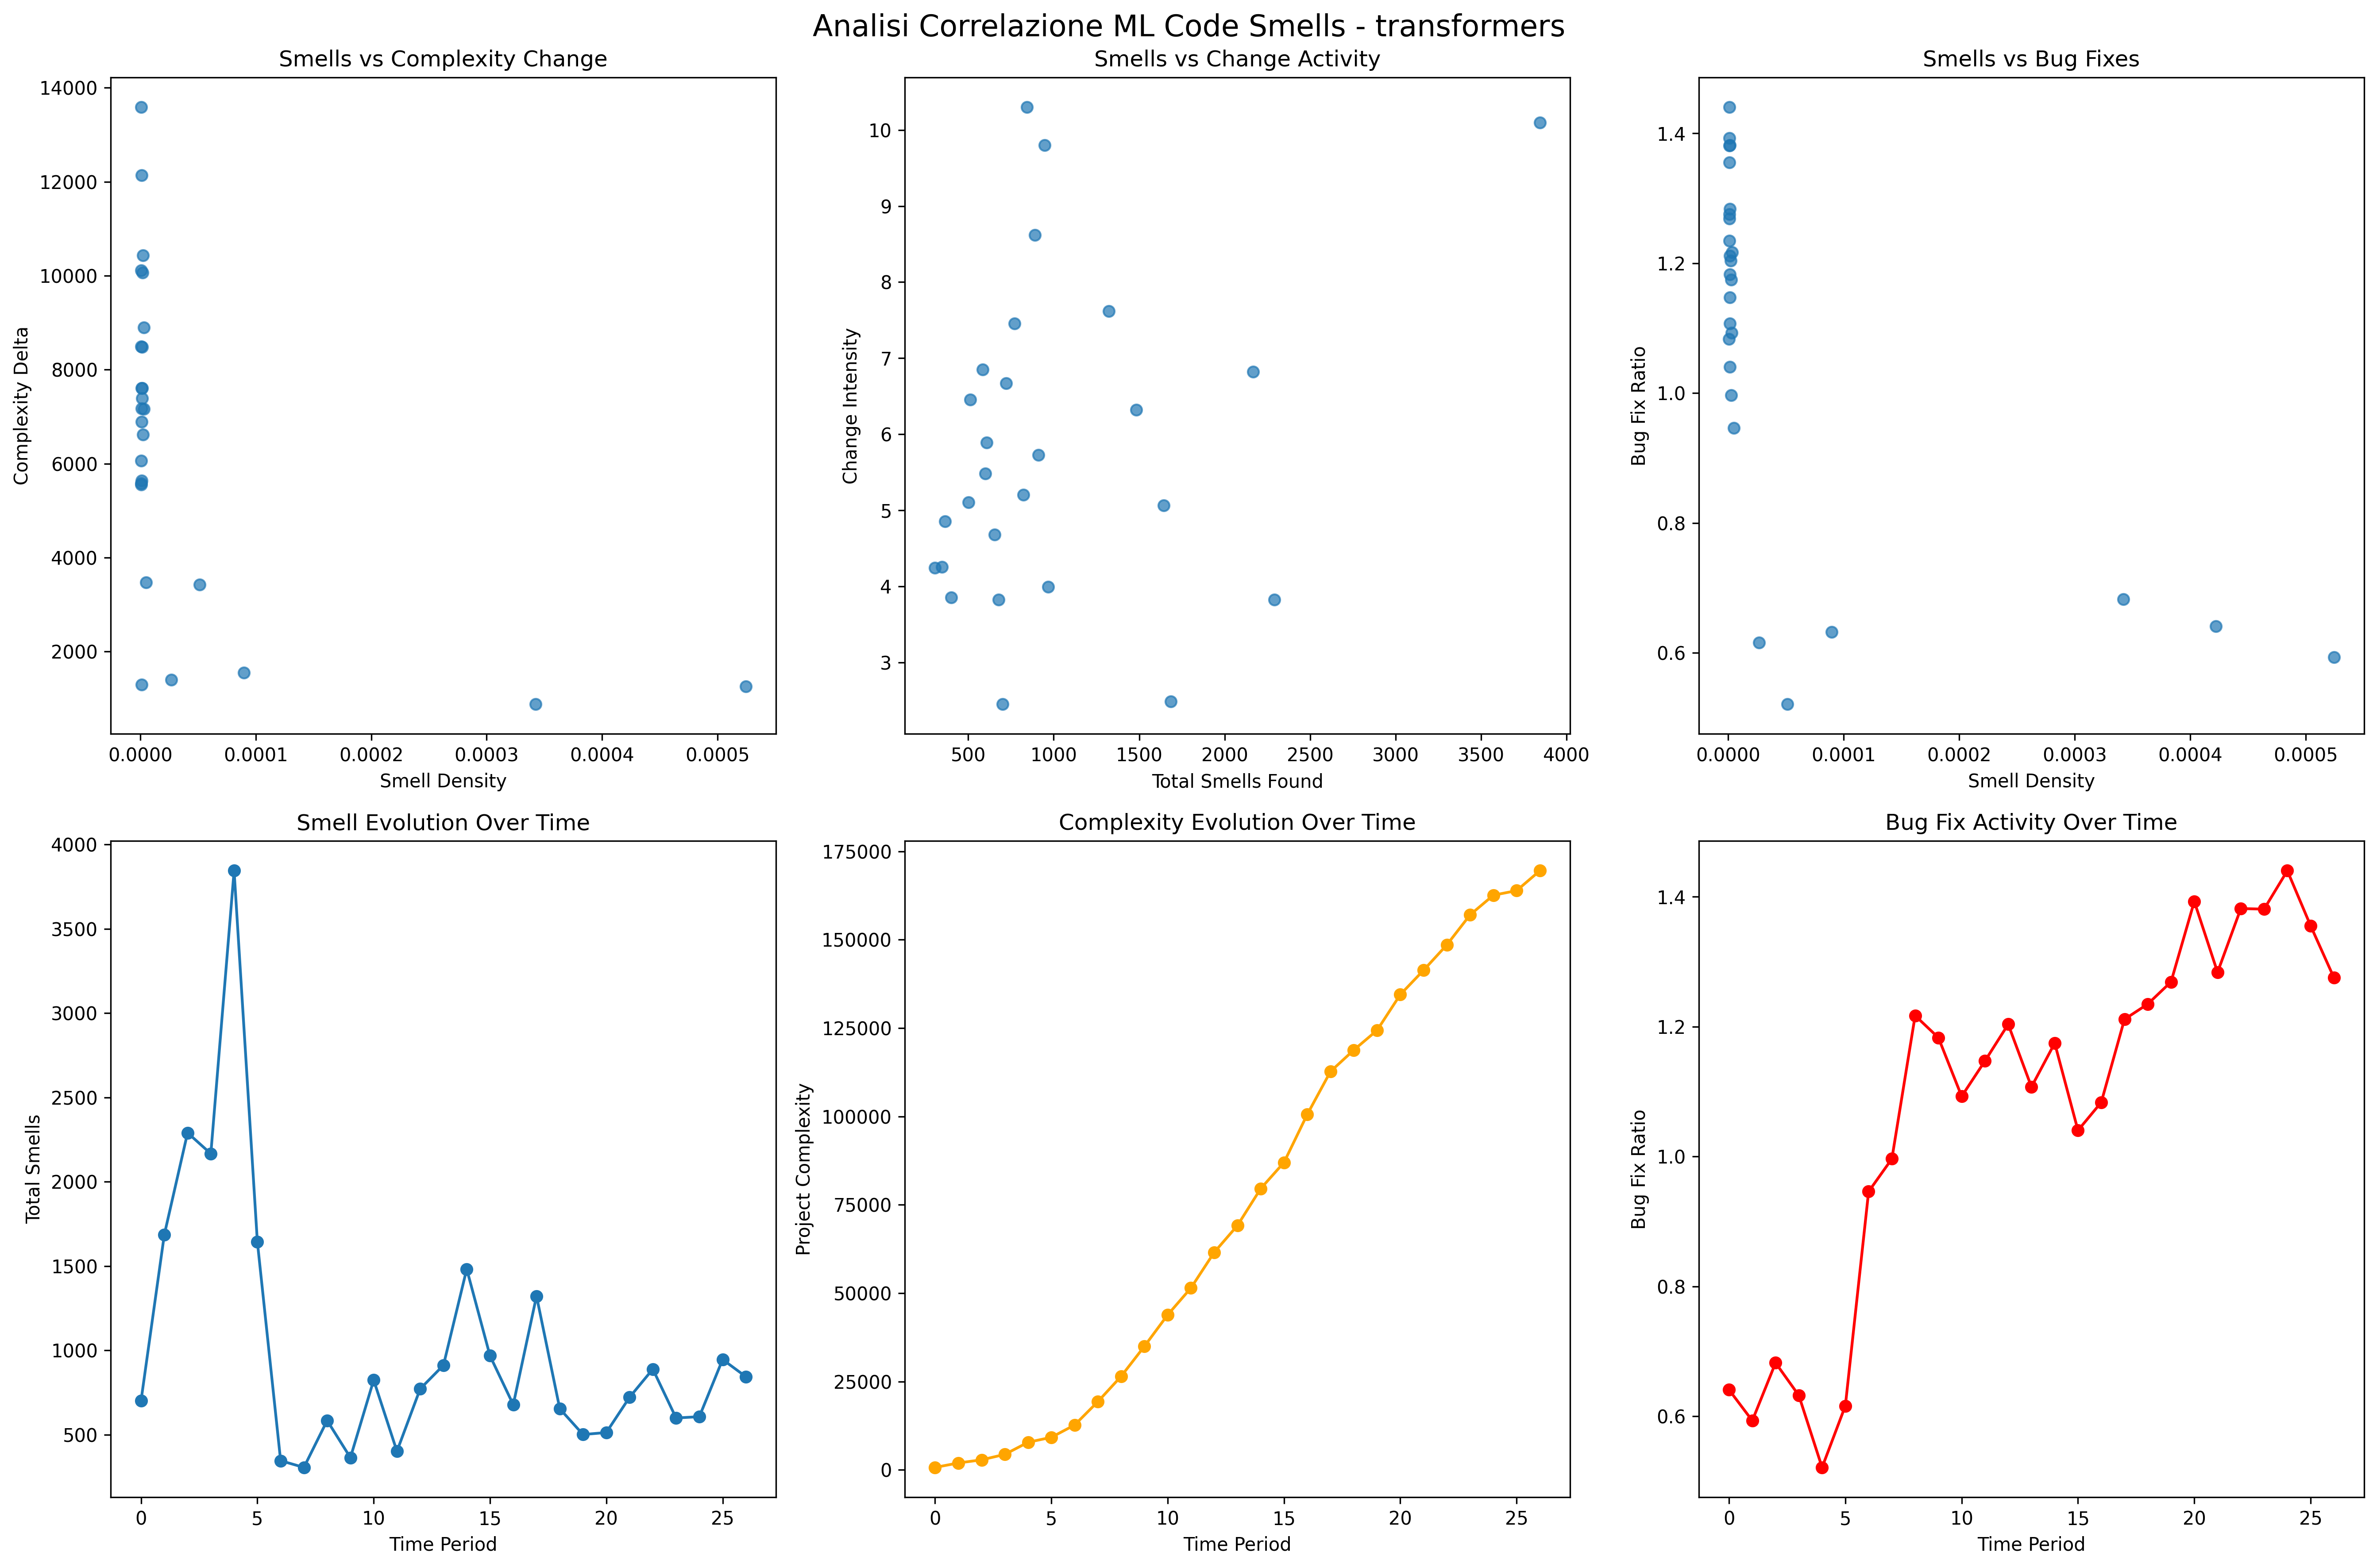 Analisi Correlazione ML Code Smells - transformers
Smells vs Complexity Change
14000
12000
10000
8000
6000
4000
2000
Complexity Delta
0.0000 0.0001 0.0002 0.0003 0.0004 0.0005
Smell Density
Smells vs Change Activity
10
9
8
7
6
5
4
3
Change Intensity
500 1000 1500 2000 2500 3000 3500 4000
Total Smells Found
Smells vs Bug Fixes
1.4
1.2
1.0
0.8
0.6
Bug Fix Ratio
0.0000 0.0001 0.0002 0.0003 0.0004 0.0005
Smell Density
Smell Evolution Over Time
4000
3500
3000
2500
2000
1500
1000
500
Total Smells
0 5 10 15 20 25
Time Period
Complexity Evolution Over Time
175000
150000
125000
100000
75000
50000
25000
0
Project Complexity
0 5 10 15 20 25
Time Period
Bug Fix Activity Over Time
1.4
1.2
1.0
0.8
0.6
Bug Fix Ratio
0 5 10 15 20 25
Time Period